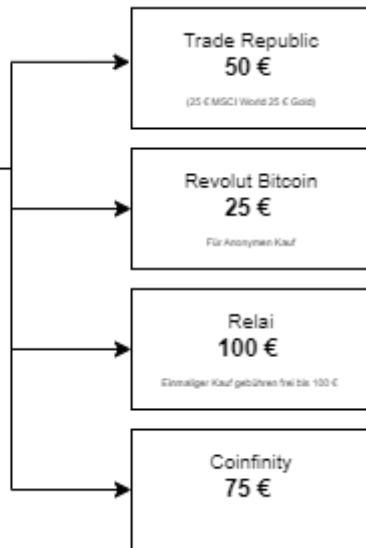 Trade Republic
50 €
(25 € MSCI World 25 € Gold)
Revolut Bitcoin
25 €
Für Anonymen Kauf
Relai
100 €
Einmaliger Kauf gebühren frei bis 100 €
Coinfinity
75 €